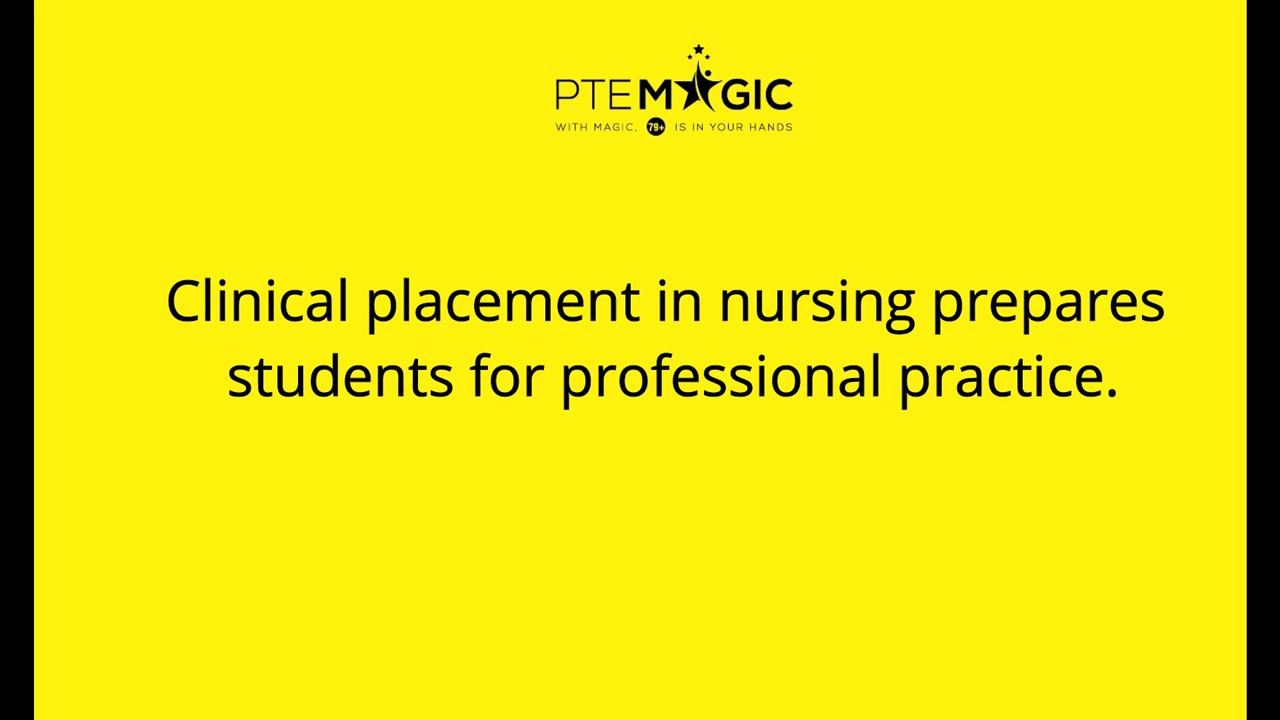 PTEMAGIC
WITH MAGIC, 79+ IS IN YOUR HANDS
Clinical placement in nursing prepares
students for professional practice.